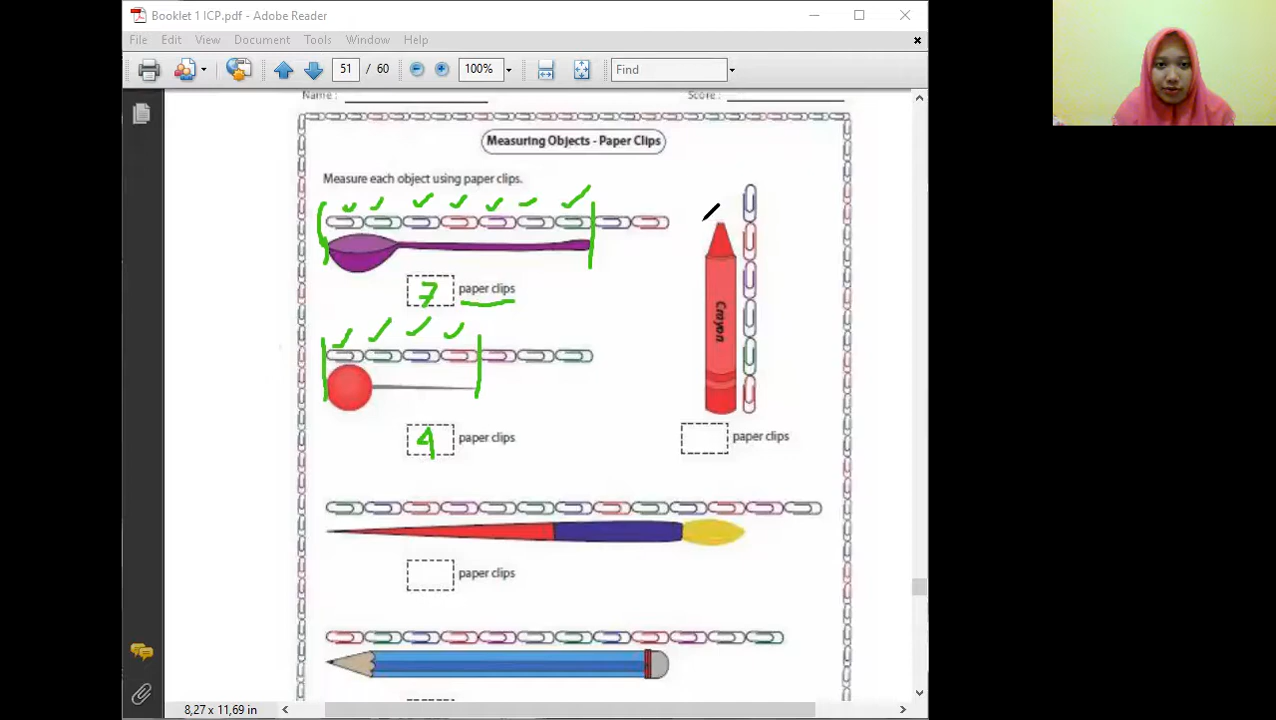 Booklet 1 ICP.pdf - Adobe Reader
File Edit View Document Tools Window Help
51 / 60 100% Find
Name : Score :
Measuring Objects - Paper Clips
Measure each object using paper clips.
7 paper clips
Crayon
4 paper clips
paper clips
paper clips
8,27 x 11,69 in